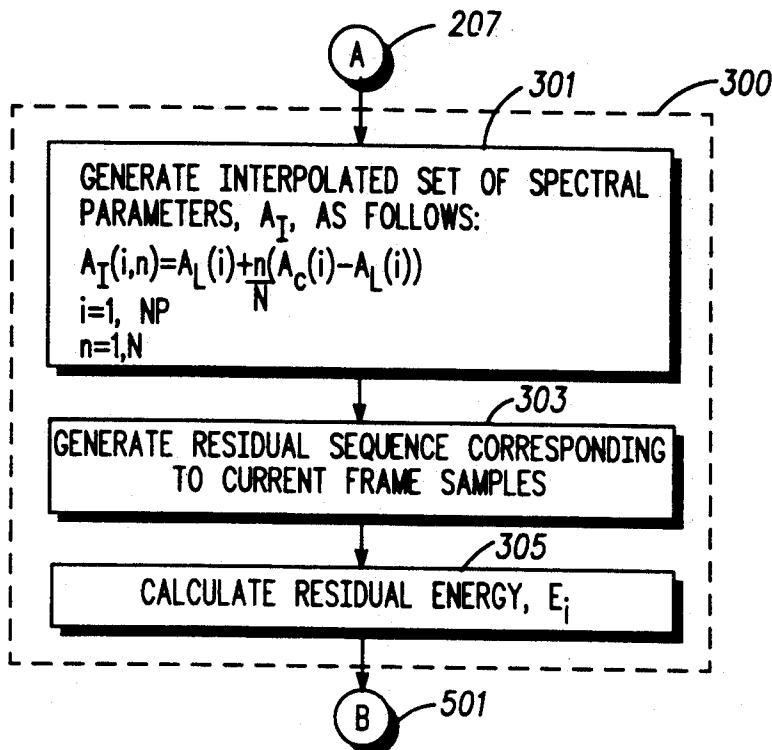 207
A
301
300
GENERATE INTERPOLATED SET OF SPECTRAL
PARAMETERS, A_I, AS FOLLOWS:
A_I(i,n)=A_L(i)+n/N(A_c(i)-A_L(i))
i=1, NP
n=1,N
303
GENERATE RESIDUAL SEQUENCE CORRESPONDING
TO CURRENT FRAME SAMPLES
305
CALCULATE RESIDUAL ENERGY, E_i
B
501